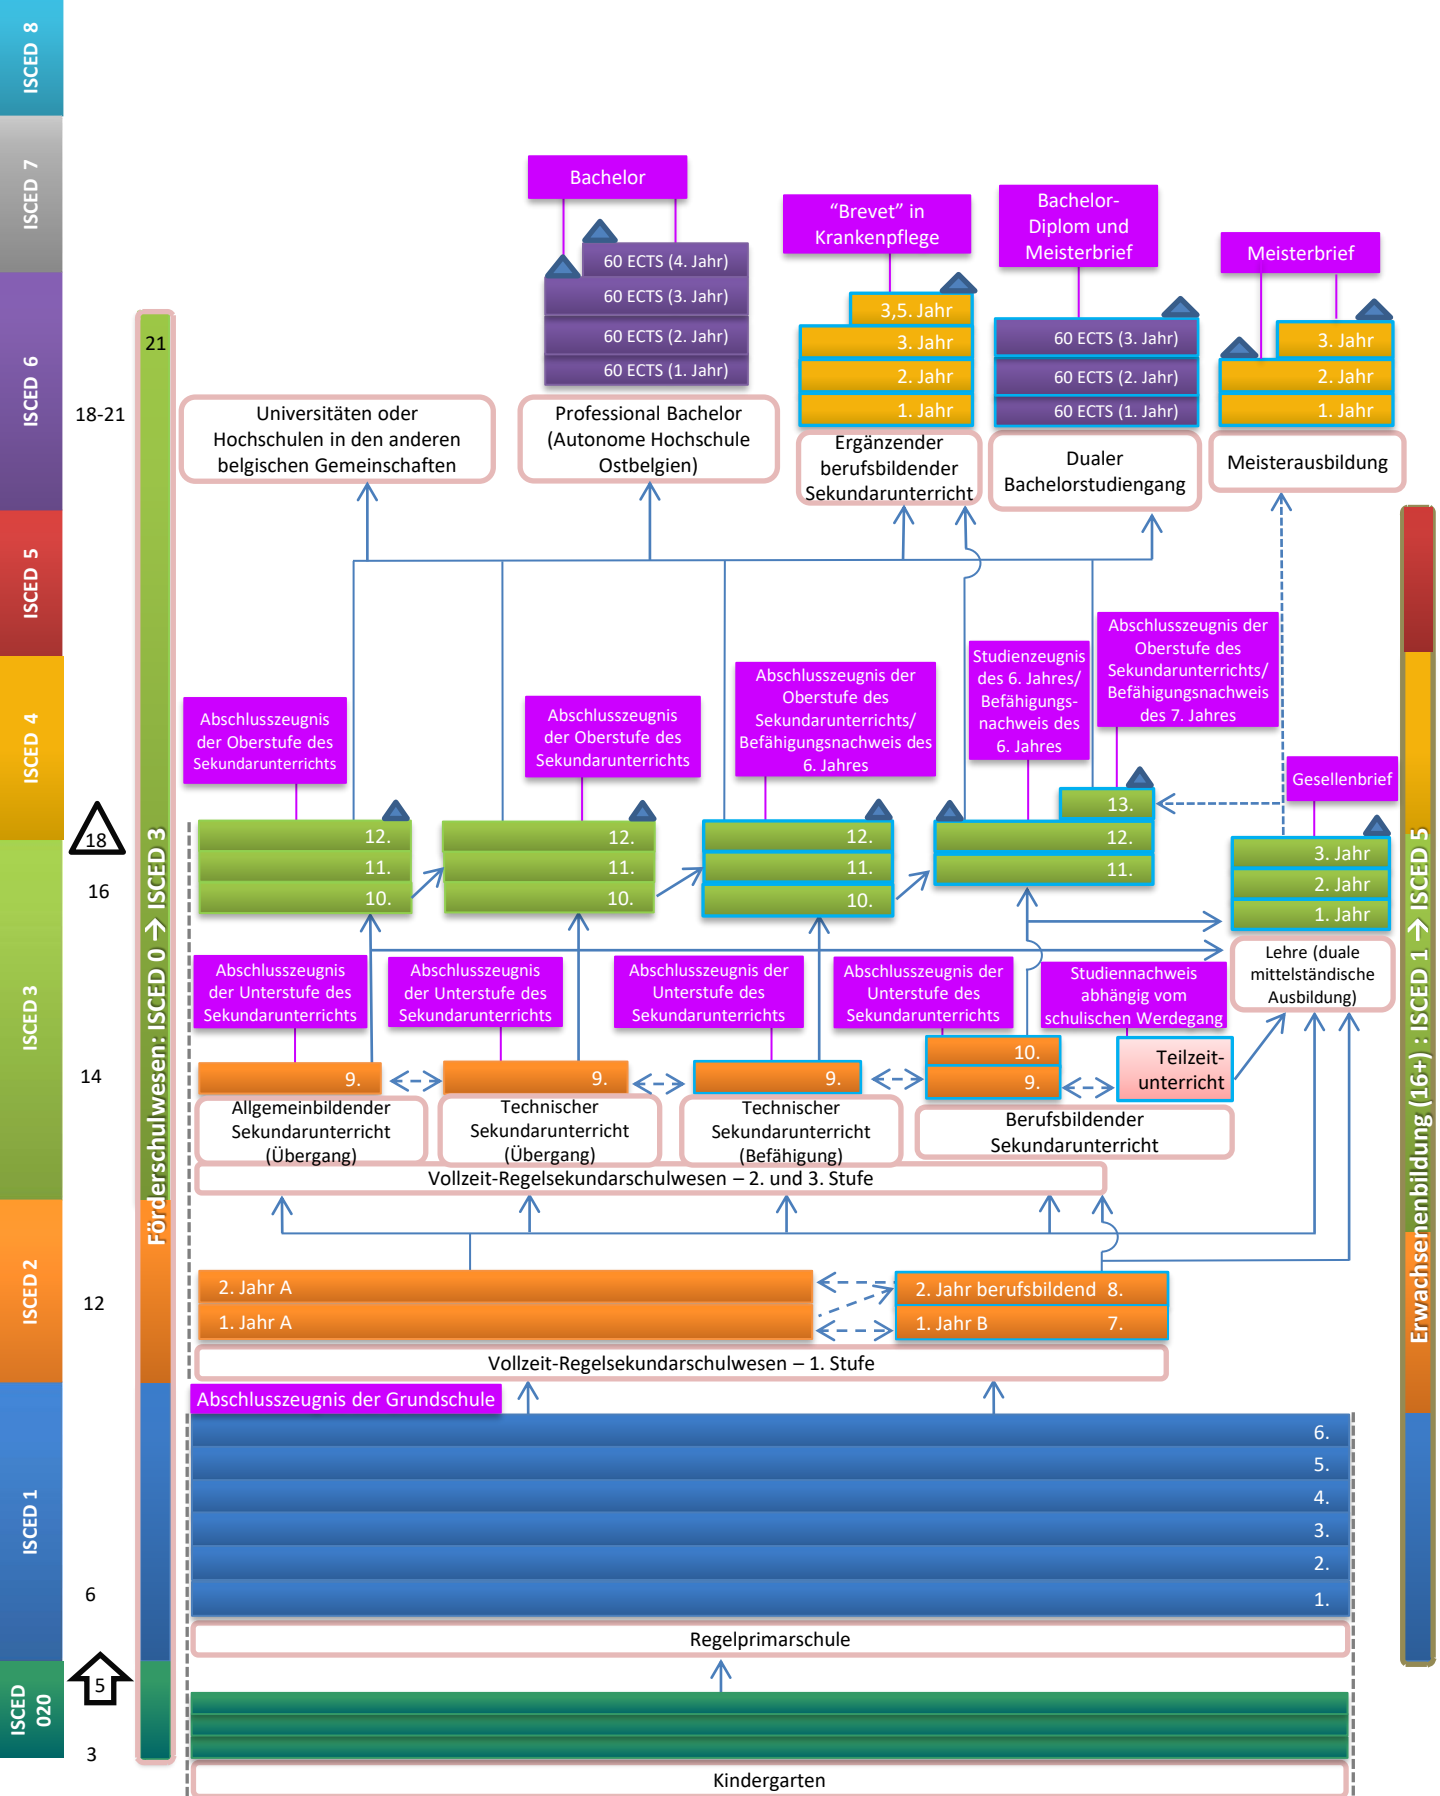 ISCED 8
ISCED 7
ISCED 6
ISCED 5
ISCED 4
ISCED 3
ISCED 2
ISCED 1
ISCED
020
18-21
18
16
14
12
6
5
3
21
Förderschulwesen: ISCED 0 → ISCED 3
Erwachsenenbildung (16+) : ISCED 1 → ISCED 5
Bachelor
60 ECTS (4. Jahr)
60 ECTS (3. Jahr)
60 ECTS (2. Jahr)
60 ECTS (1. Jahr)
“Brevet” in
Krankenpflege
3,5. Jahr
3. Jahr
2. Jahr
1. Jahr
Bachelor-
Diplom und
Meisterbrief
60 ECTS (3. Jahr)
60 ECTS (2. Jahr)
60 ECTS (1. Jahr)
Meisterbrief
3. Jahr
2. Jahr
1. Jahr
Universitäten oder
Hochschulen in den anderen
belgischen Gemeinschaften
Professional Bachelor
(Autonome Hochschule
Ostbelgien)
Ergänzender
berufsbildender
Sekundarunterricht
Dualer
Bachelorstudiengang
Meisterausbildung
Abschlusszeugnis
der Oberstufe des
Sekundarunterrichts
Abschlusszeugnis
der Oberstufe des
Sekundarunterrichts
Abschlusszeugnis der
Oberstufe des
Sekundarunterrichts/
Befähigungsnachweis des
6. Jahres
Studienzeugnis
des 6. Jahres/
Befähigungs-
nachweis des
6. Jahres
Abschlusszeugnis der
Oberstufe des
Sekundarunterrichts/
Befähigungsnachweis
des 7. Jahres
Gesellenbrief
12.
11.
10.
12.
11.
10.
12.
11.
10.
13.
12.
11.
3. Jahr
2. Jahr
1. Jahr
Lehre (duale
mittelständische
Ausbildung)
Abschlusszeugnis
der Unterstufe des
Sekundarunterrichts
Abschlusszeugnis
der Unterstufe des
Sekundarunterrichts
Abschlusszeugnis der
Unterstufe des
Sekundarunterrichts
Abschlusszeugnis der
Unterstufe des
Sekundarunterrichts
Studiennachweis
abhängig vom
schulischen Werdegang
9.
9.
9.
10.
9.
Teilzeit-
unterricht
Allgemeinbildender
Sekundarunterricht
(Übergang)
Technischer
Sekundarunterricht
(Übergang)
Technischer
Sekundarunterricht
(Befähigung)
Berufsbildender
Sekundarunterricht
Vollzeit-Regelsekundarschulwesen – 2. und 3. Stufe
2. Jahr A
1. Jahr A
2. Jahr berufsbildend 8.
1. Jahr B 7.
Vollzeit-Regelsekundarschulwesen – 1. Stufe
Abschlusszeugnis der Grundschule
6.
5.
4.
3.
2.
1.
Regelprimarschule
Kindergarten